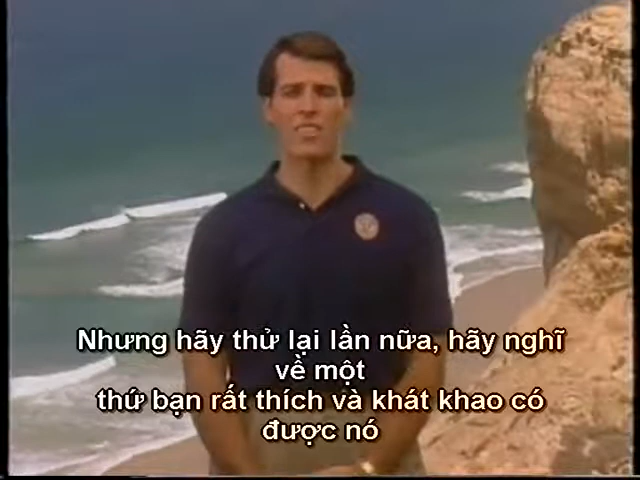 Nhưng hãy thử lại lần nữa, hãy nghĩ
về một
thứ bạn rất thích và khát khao có
được nó